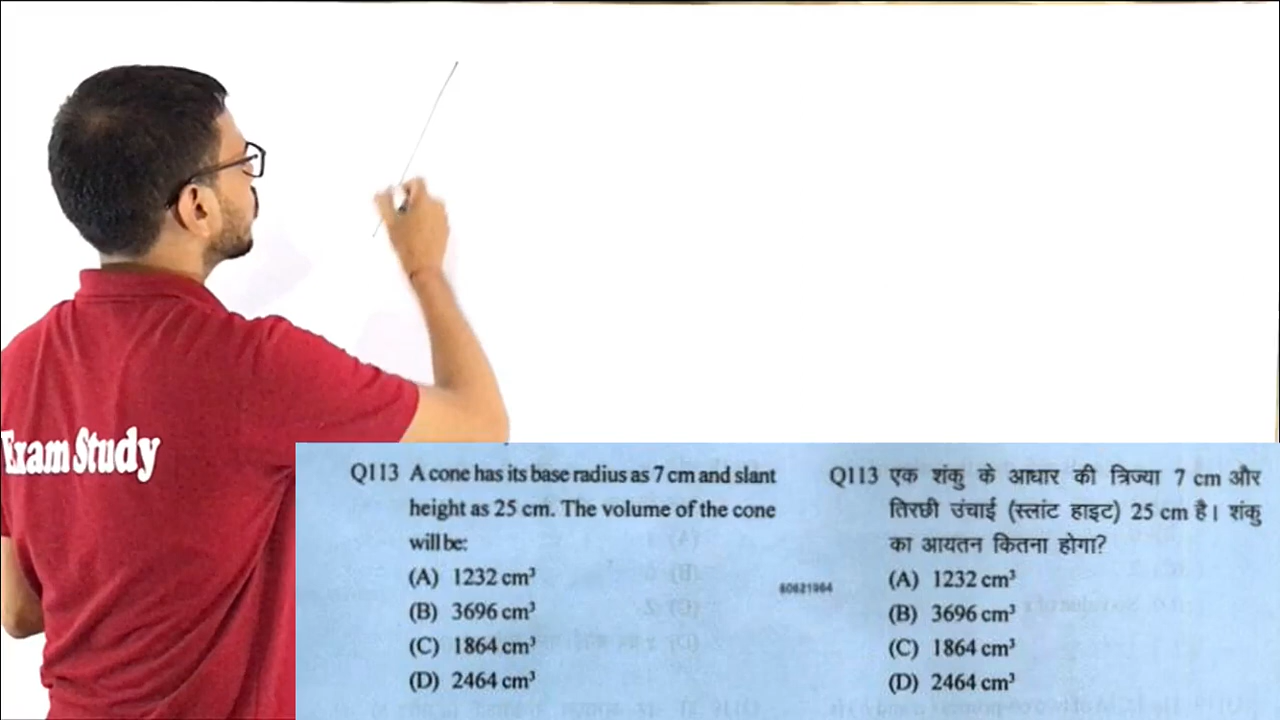 Exam Study
Q113 A cone has its base radius as 7 cm and slant
height as 25 cm. The volume of the cone
will be:
(A) 1232 cm³
(B) 3696 cm³
(C) 1864 cm³
(D) 2464 cm³
60621964
Q113 एक शंकु के आधार की त्रिज्या 7 cm और
तिरछी उंचाई (स्लांट हाइट) 25 cm है। शंकु
का आयतन कितना होगा?
(A) 1232 cm³
(B) 3696 cm³
(C) 1864 cm³
(D) 2464 cm³